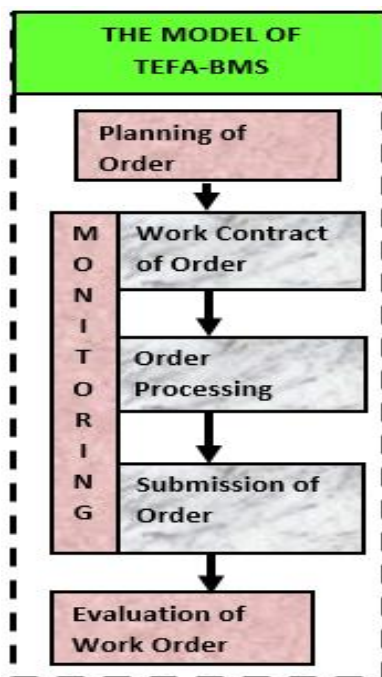 THE MODEL OF
TEFA-BMS
Planning of
Order
MONITORING
Work Contract
of Order
Order
Processing
Submission of
Order
Evaluation of
Work Order